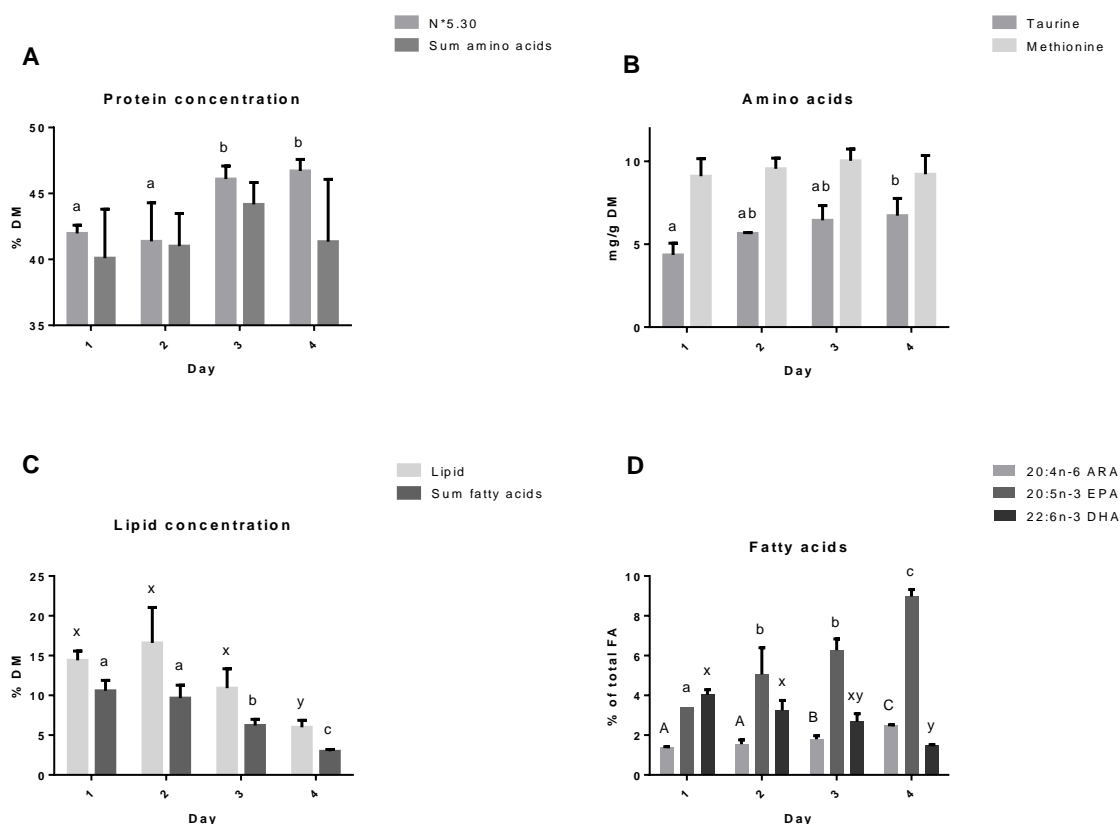 A
N*5.30
Sum amino acids
Protein concentration
% DM
50
45
40
35
a
a
b
b
1
2
3
4
Day
B
Taurine
Methionine
Amino acids
mg/g DM
10
5
0
a
ab
ab
b
1
2
3
4
Day
C
Lipid
Sum fatty acids
Lipid concentration
% DM
25
20
15
10
5
0
x
a
x
a
x
b
y
c
1
2
3
4
Day
D
20:4n-6 ARA
20:5n-3 EPA
22:6n-3 DHA
Fatty acids
% of total FA
10
8
6
4
2
0
A
a
x
A
b
x
B
b
xy
C
c
y
1
2
3
4
Day